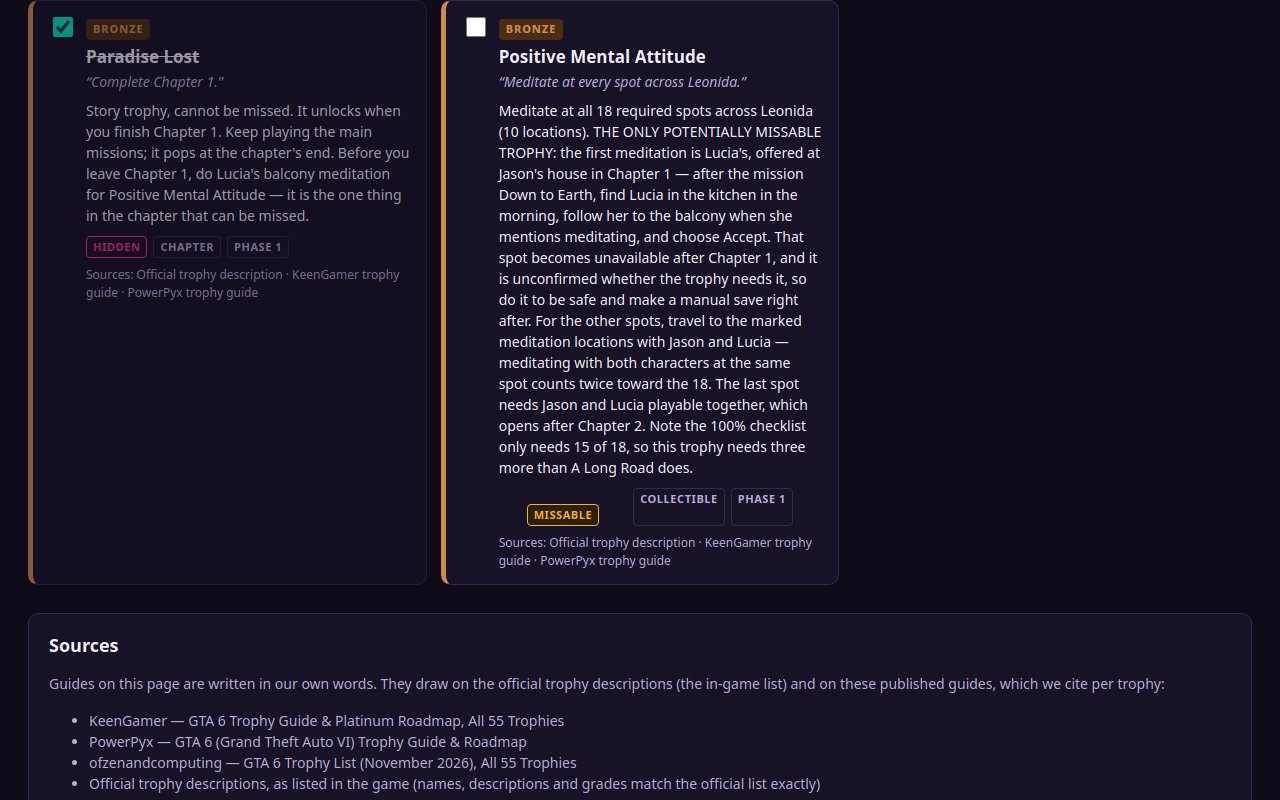 BRONZE
Paradise Lost
“Complete Chapter 1.”
Story trophy, cannot be missed. It unlocks when
you finish Chapter 1. Keep playing the main
missions; it pops at the chapter's end. Before you
leave Chapter 1, do Lucia's balcony meditation
for Positive Mental Attitude — it is the one thing
in the chapter that can be missed.
HIDDEN CHAPTER PHASE 1
Sources: Official trophy description · KeenGamer trophy
guide · PowerPyx trophy guide
BRONZE
Positive Mental Attitude
“Meditate at every spot across Leonida.”
Meditate at all 18 required spots across Leonida
(10 locations). THE ONLY POTENTIALLY MISSABLE
TROPHY: the first meditation is Lucia's, offered at
Jason's house in Chapter 1 — after the mission
Down to Earth, find Lucia in the kitchen in the
morning, follow her to the balcony when she
mentions meditating, and choose Accept. That
spot becomes unavailable after Chapter 1, and it
is unconfirmed whether the trophy needs it, so
do it to be safe and make a manual save right
after. For the other spots, travel to the marked
meditation locations with Jason and Lucia —
meditating with both characters at the same
spot counts twice toward the 18. The last spot
needs Jason and Lucia playable together, which
opens after Chapter 2. Note the 100% checklist
only needs 15 of 18, so this trophy needs three
more than A Long Road does.
MISSABLE COLLECTIBLE PHASE 1
Sources: Official trophy description · KeenGamer trophy
guide · PowerPyx trophy guide
Sources
Guides on this page are written in our own words. They draw on the official trophy descriptions (the in-game list) and on these published guides, which we cite per trophy:
• KeenGamer — GTA 6 Trophy Guide & Platinum Roadmap, All 55 Trophies
• PowerPyx — GTA 6 (Grand Theft Auto VI) Trophy Guide & Roadmap
• ofzenandcomputing — GTA 6 Trophy List (November 2026), All 55 Trophies
• Official trophy descriptions, as listed in the game (names, descriptions and grades match the official list exactly)